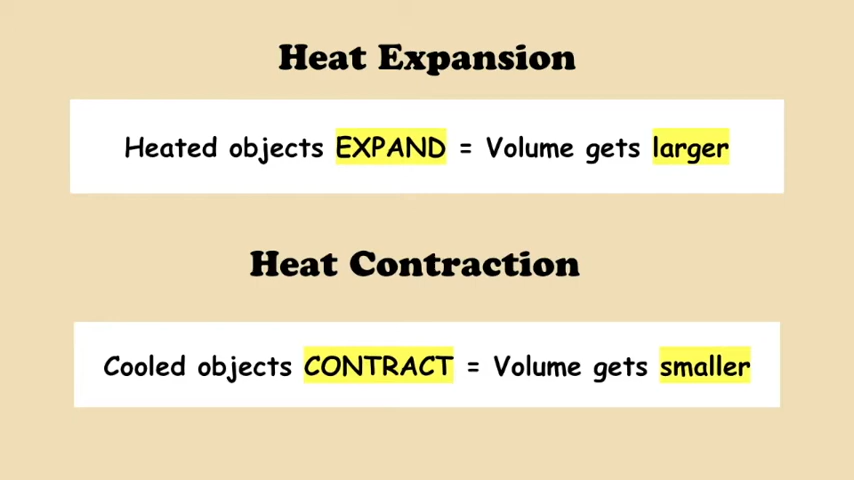 Heat Expansion
Heated objects EXPAND = Volume gets larger
Heat Contraction
Cooled objects CONTRACT = Volume gets smaller